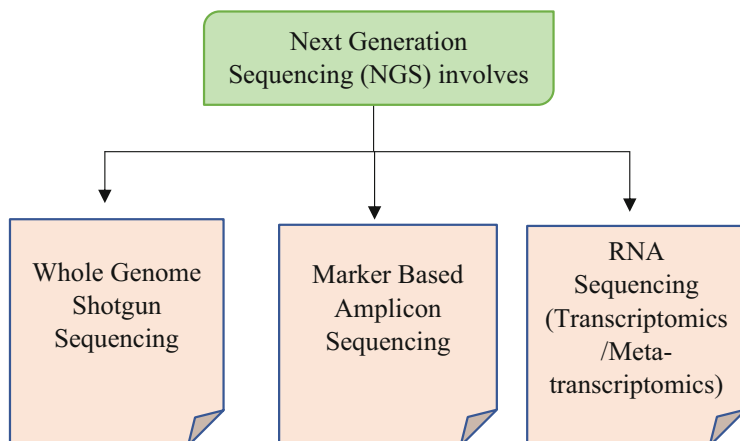 Next Generation
Sequencing (NGS) involves
Whole Genome
Shotgun
Sequencing
Marker Based
Amplicon
Sequencing
RNA
Sequencing
(Transcriptomics
/Meta-
transcriptomics)